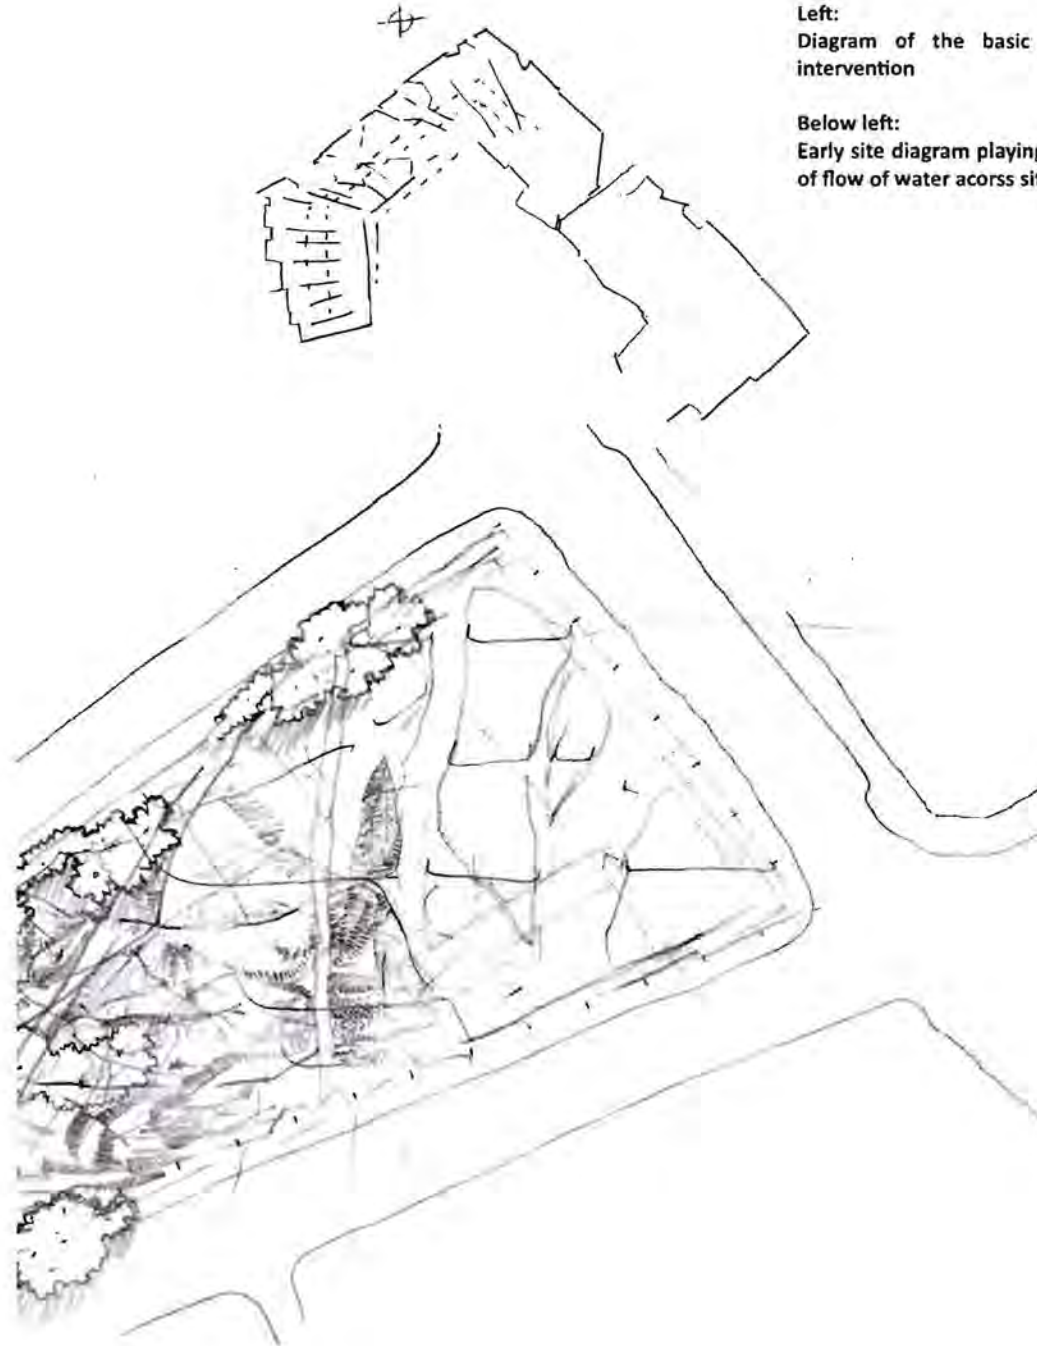 Left:
Diagram of the basic
intervention
Below left:
Early site diagram playing
of flow of water acorss si